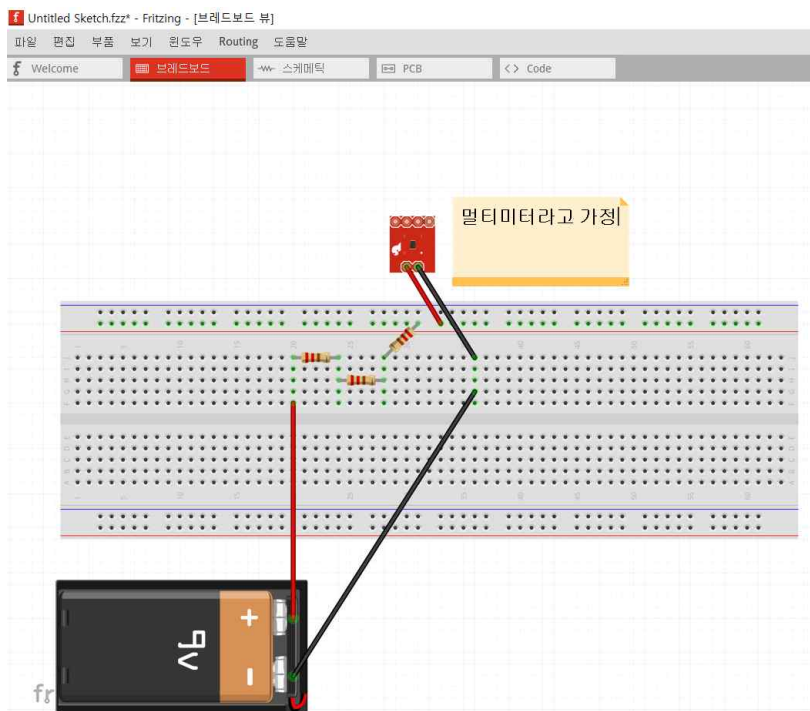 Untitled Sketch.fzz* - Fritzing - [브레드보드 뷰]
파일 편집 부품 보기 윈도우 Routing 도움말
Welcome 브레드보드 스케메틱 PCB Code
멀티미터라고 가정
+
9v
-
fr